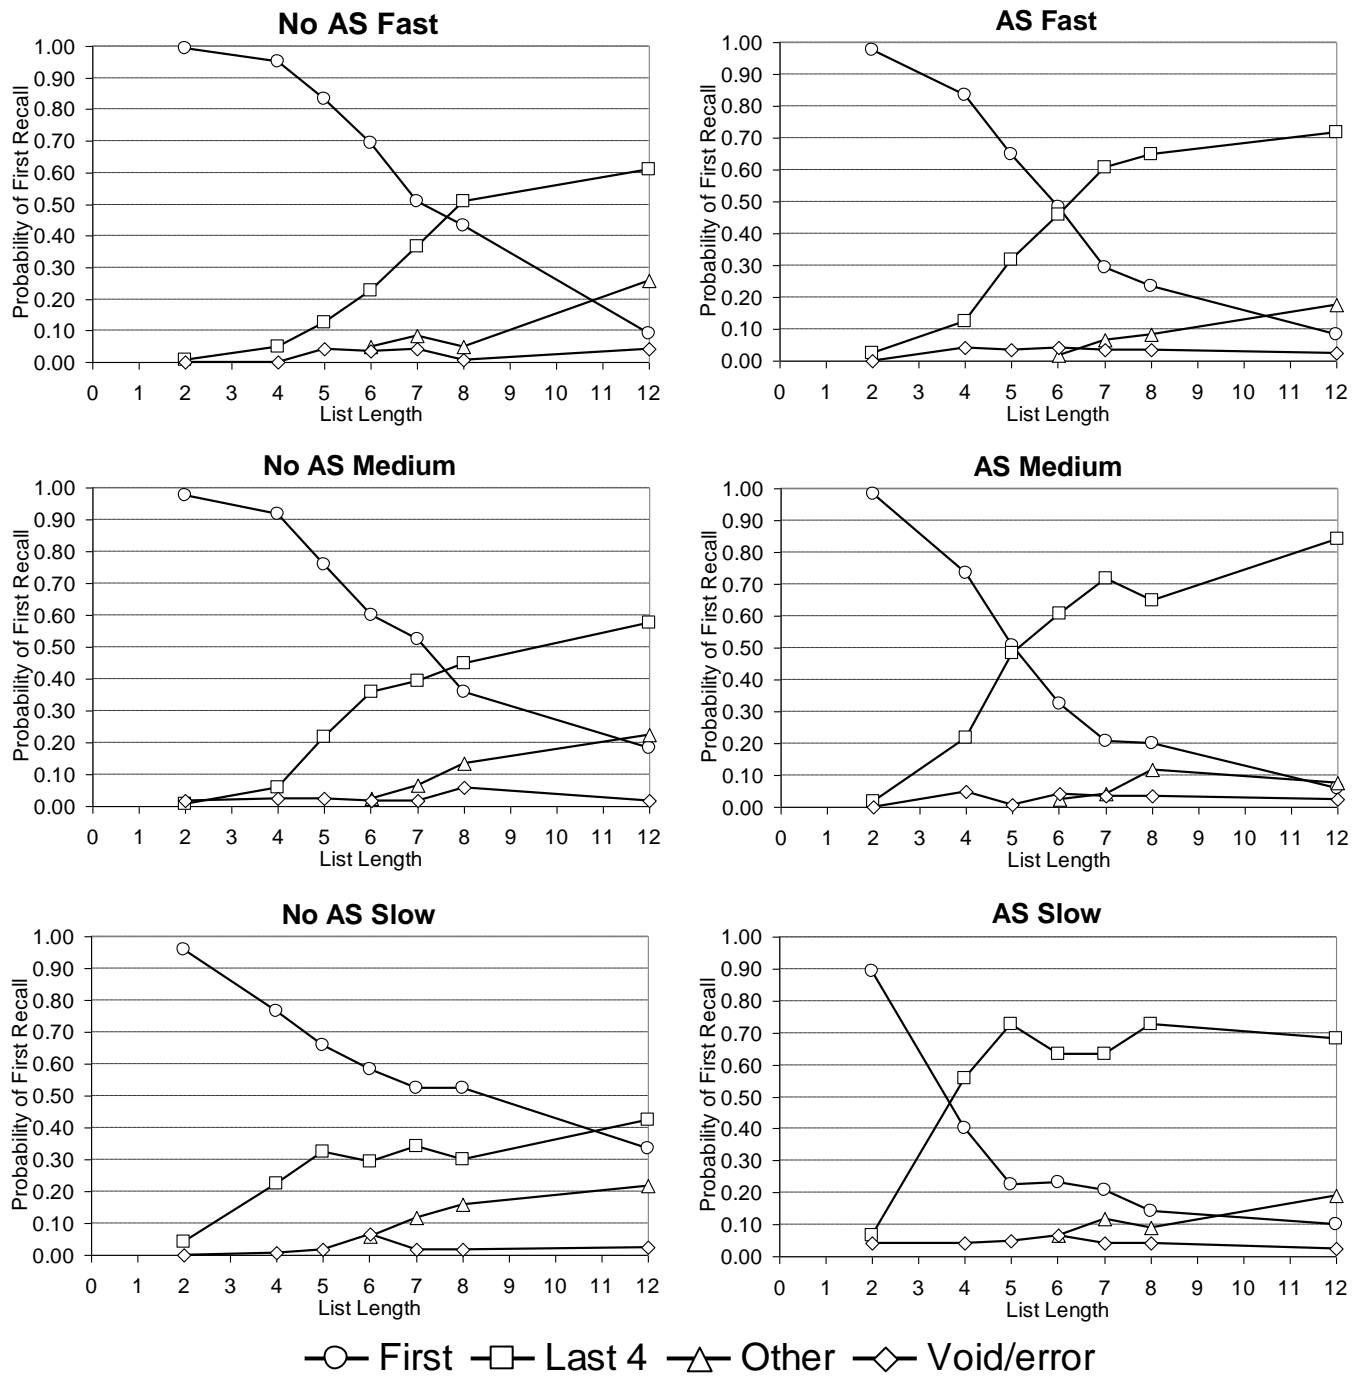 No AS Fast
Probability of First Recall
1.00
0.90
0.80
0.70
0.60
0.50
0.40
0.30
0.20
0.10
0.00
0 1 2 3 4 5 6 7 8 9 10 11 12
List Length
AS Fast
Probability of First Recall
1.00
0.90
0.80
0.70
0.60
0.50
0.40
0.30
0.20
0.10
0.00
0 1 2 3 4 5 6 7 8 9 10 11 12
List Length
No AS Medium
Probability of First Recall
1.00
0.90
0.80
0.70
0.60
0.50
0.40
0.30
0.20
0.10
0.00
0 1 2 3 4 5 6 7 8 9 10 11 12
List Length
AS Medium
Probability of First Recall
1.00
0.90
0.80
0.70
0.60
0.50
0.40
0.30
0.20
0.10
0.00
0 1 2 3 4 5 6 7 8 9 10 11 12
List Length
No AS Slow
Probability of First Recall
1.00
0.90
0.80
0.70
0.60
0.50
0.40
0.30
0.20
0.10
0.00
0 1 2 3 4 5 6 7 8 9 10 11 12
List Length
AS Slow
Probability of First Recall
1.00
0.90
0.80
0.70
0.60
0.50
0.40
0.30
0.20
0.10
0.00
0 1 2 3 4 5 6 7 8 9 10 11 12
List Length
First Last 4 Other Void/error